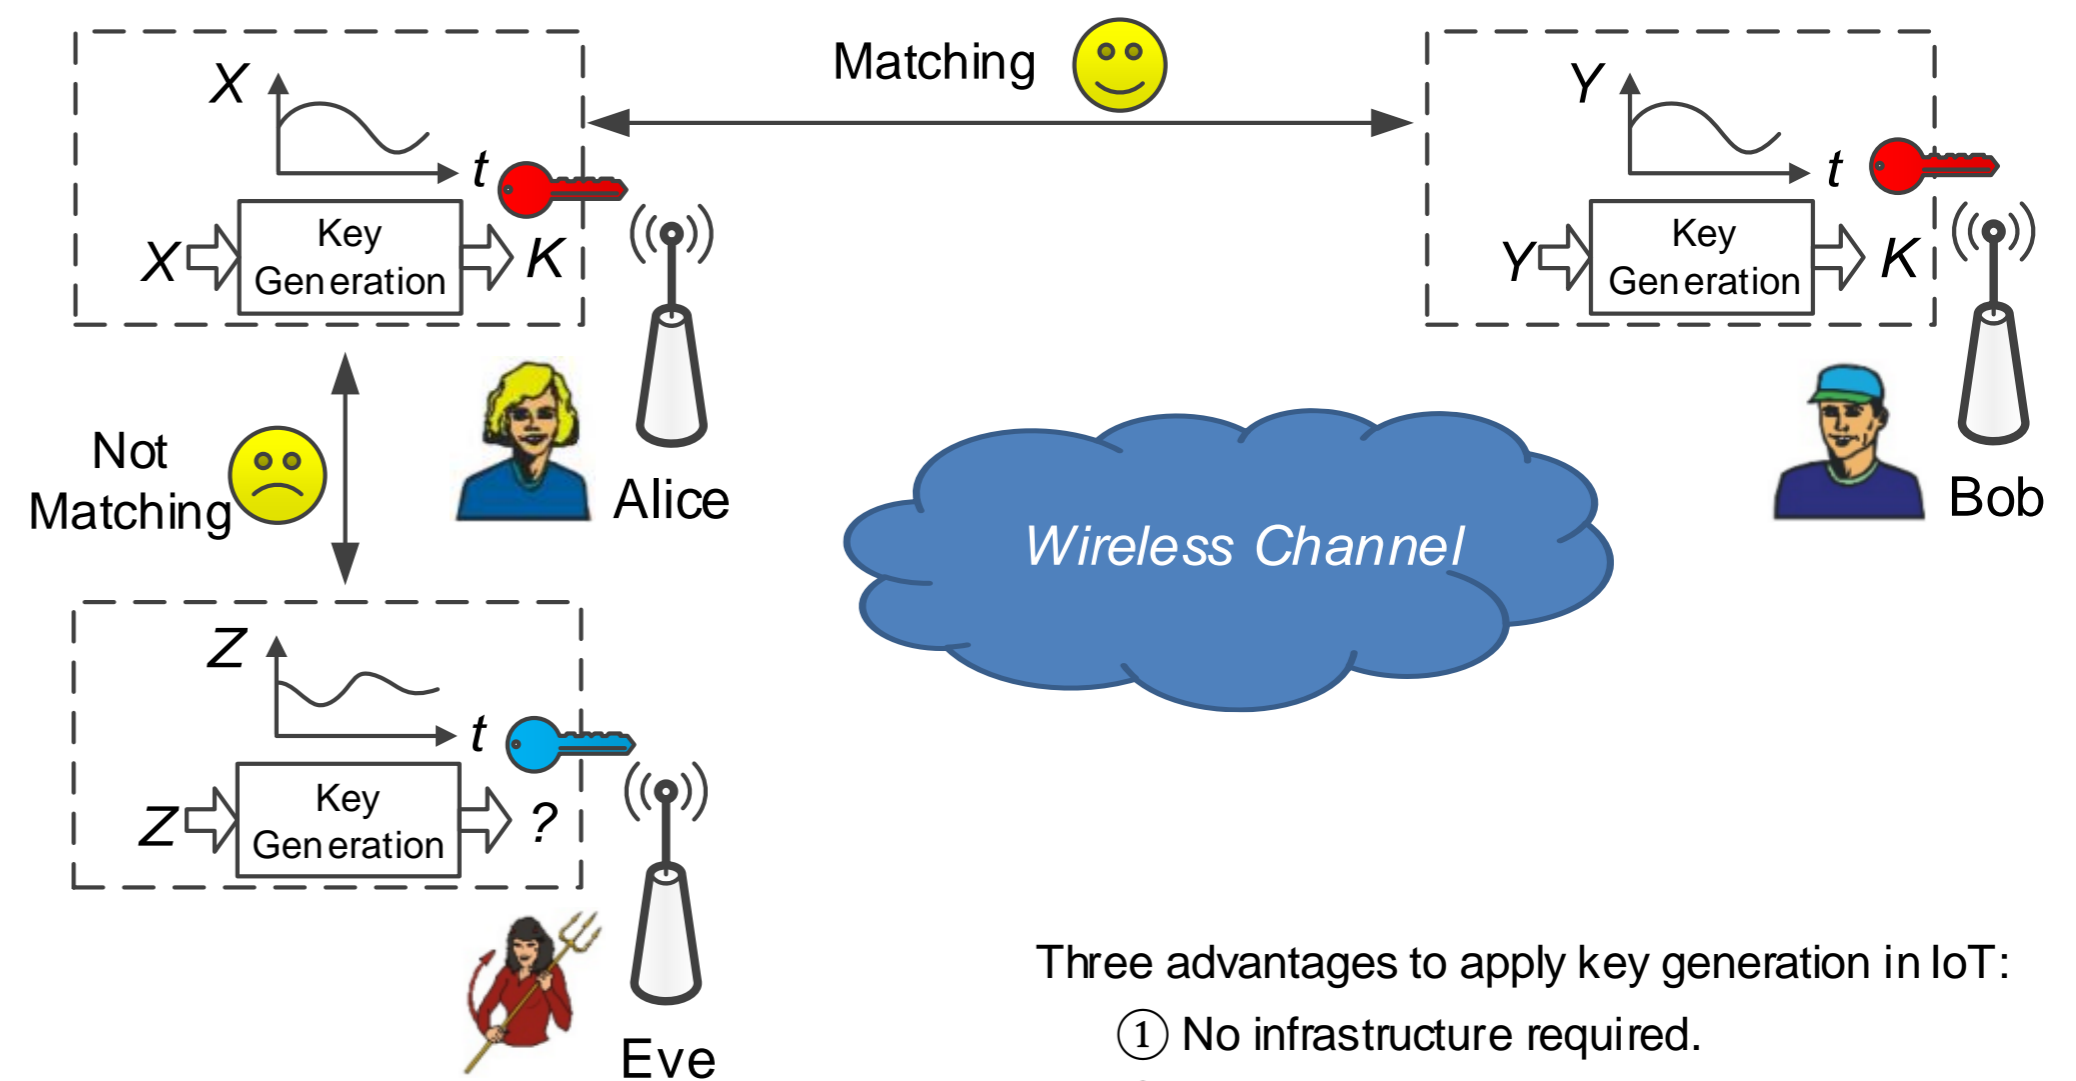 Matching
X
t
X
Key
Generation
K
Alice
Y
t
Y
Key
Generation
K
Bob
Not
Matching
Wireless Channel
Z
t
Z
Key
Generation
?
Eve
Three advantages to apply key generation in IoT:
① No infrastructure required.